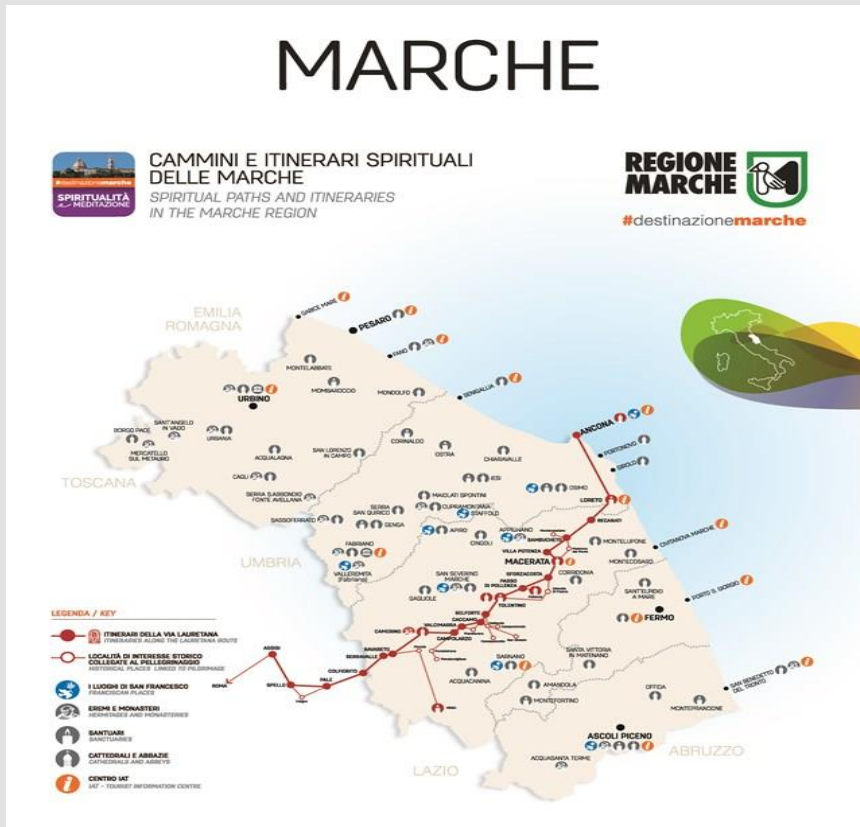 MARCHE
CAMMINI E ITINERARI SPIRITUALI
DELLE MARCHE
SPIRITUAL PATHS AND ITINERARIES
IN THE MARCHE REGION
#destinazionemarche
SPIRITUALITÀ
e MEDITAZIONE
REGIONE
MARCHE
#destinazionemarche
EMILIA
ROMAGNA
GABICE MARE
PESARO
FANO
MONTELABBATE
MOMBAROCCIO
MONDOLFO
SENIGALLIA
URBINO
BORGO PACE
SANT'ANGELO
IN VADO
MERCATELLO
SUL METAURO
URBANIA
ACQUALAGNA
SAN LORENZO
IN CAMPO
CORINALDO
OSTRA
CHIARAVALLE
ANCONA
PORTONOVO
SIROLO
TOSCANA
CAGLI
SERRA S.ABBONDIO
FONTE AVELLANA
JESI
OSIMO
LORETO
SERRA
SAN QUIRICO
MAIOLATI SPONTINI
CUPRAMONTANA
STAFFOLO
SASSOFERRATO
GENGA
APIRO
CINGOLI
APPIGNANO
RECANATI
SAMBUCHETO
VILLA POTENZA
MONTELUPONE
CIVITANOVA MARCHE
UMBRIA
FABRIANO
VALLEREMITA
(Fabriano)
MACERATA
MONTECOSARO
SFORZACOSTA
CORRIDONIA
SAN SEVERINO
MARCHE
PASSO
DI POLLENZA
GAGLIOLE
TOLENTINO
SANT'ELPIDIO
A MARE
PORTO S. GIORGIO
FERMO
BELFORTE
CACCAMO
VALCIMARRA
CAMPOLARZO
CAMERINO
LEGENDA / KEY
ITINERARI DELLA VIA LAURETANA
ITINERARIES ALONG THE LAURETANA ROUTE
LOCALITÀ DI INTERESSE STORICO
COLLEGATE AL PELLEGRINAGGIO
HISTORICAL PLACES LINKED TO PILGRIMAGE
I LUOGHI DI SAN FRANCESCO
FRANCISCAN PLACES
EREMI E MONASTERI
HERMITAGES AND MONASTERIES
SANTUARI
SANCTUARIES
CATTEDRALI E ABBAZIE
CATHEDRALS AND ABBEYS
CENTRO IAT
IAT - TOURIST INFORMATION CENTRE
ASSISI
ROMA
SPELLO
PALE
COLFIORITO
SERRAVALLE
ACQUACANINA
SARNANO
SANTA VITTORIA
IN MATENANO
AMANDOLA
MONTEFORTINO
OFFIDA
MONTEPRANDONE
SAN BENEDETTO
DEL TRONTO
ASCOLI PICENO
ACQUASANTA TERME
ABRUZZO
LAZIO